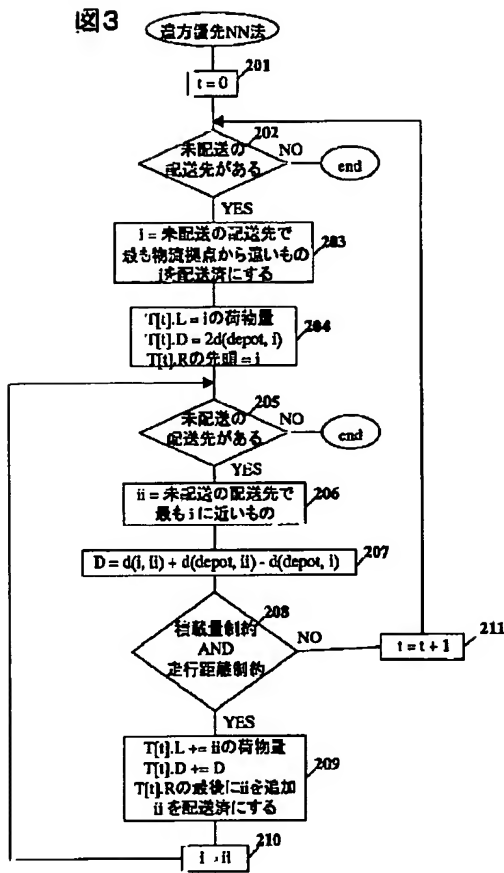 図3
遠方優先NN法
201
t = 0
202
未配送の
配送先がある
NO
end
YES
i = 未配送の配送先で
最も物流拠点から遠いもの
iを配送済にする
203
T[t].L = iの荷物量
T[t].D = 2d(depot, i)
T[t].Rの先頭 = i
204
205
未配送の
配送先がある
NO
end
YES
ii = 未配送の配送先で
最も i に近いもの
206
207
D = d(i, ii) + d(depot, ii) - d(depot, i)
208
積載量制約
AND
走行距離制約
NO
t = t + 1
211
YES
T[t].L += iiの荷物量
T[t].D += D
T[t].Rの最後にiiを追加
ii を配送済にする
209
210
i = ii